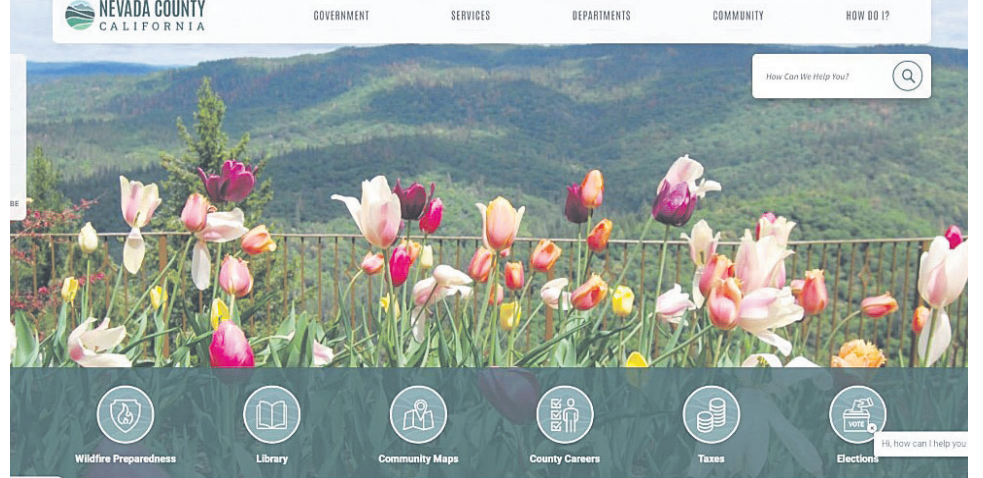 NEVADA COUNTY
CALIFORNIA
GOVERNMENT
SERVICES
DEPARTMENTS
COMMUNITY
HOW DO I?
How Can We Help You?
BE
Wildfire Preparedness
Library
Community Maps
County Careers
Taxes
VOTE
Elections
Hi, how can I help you